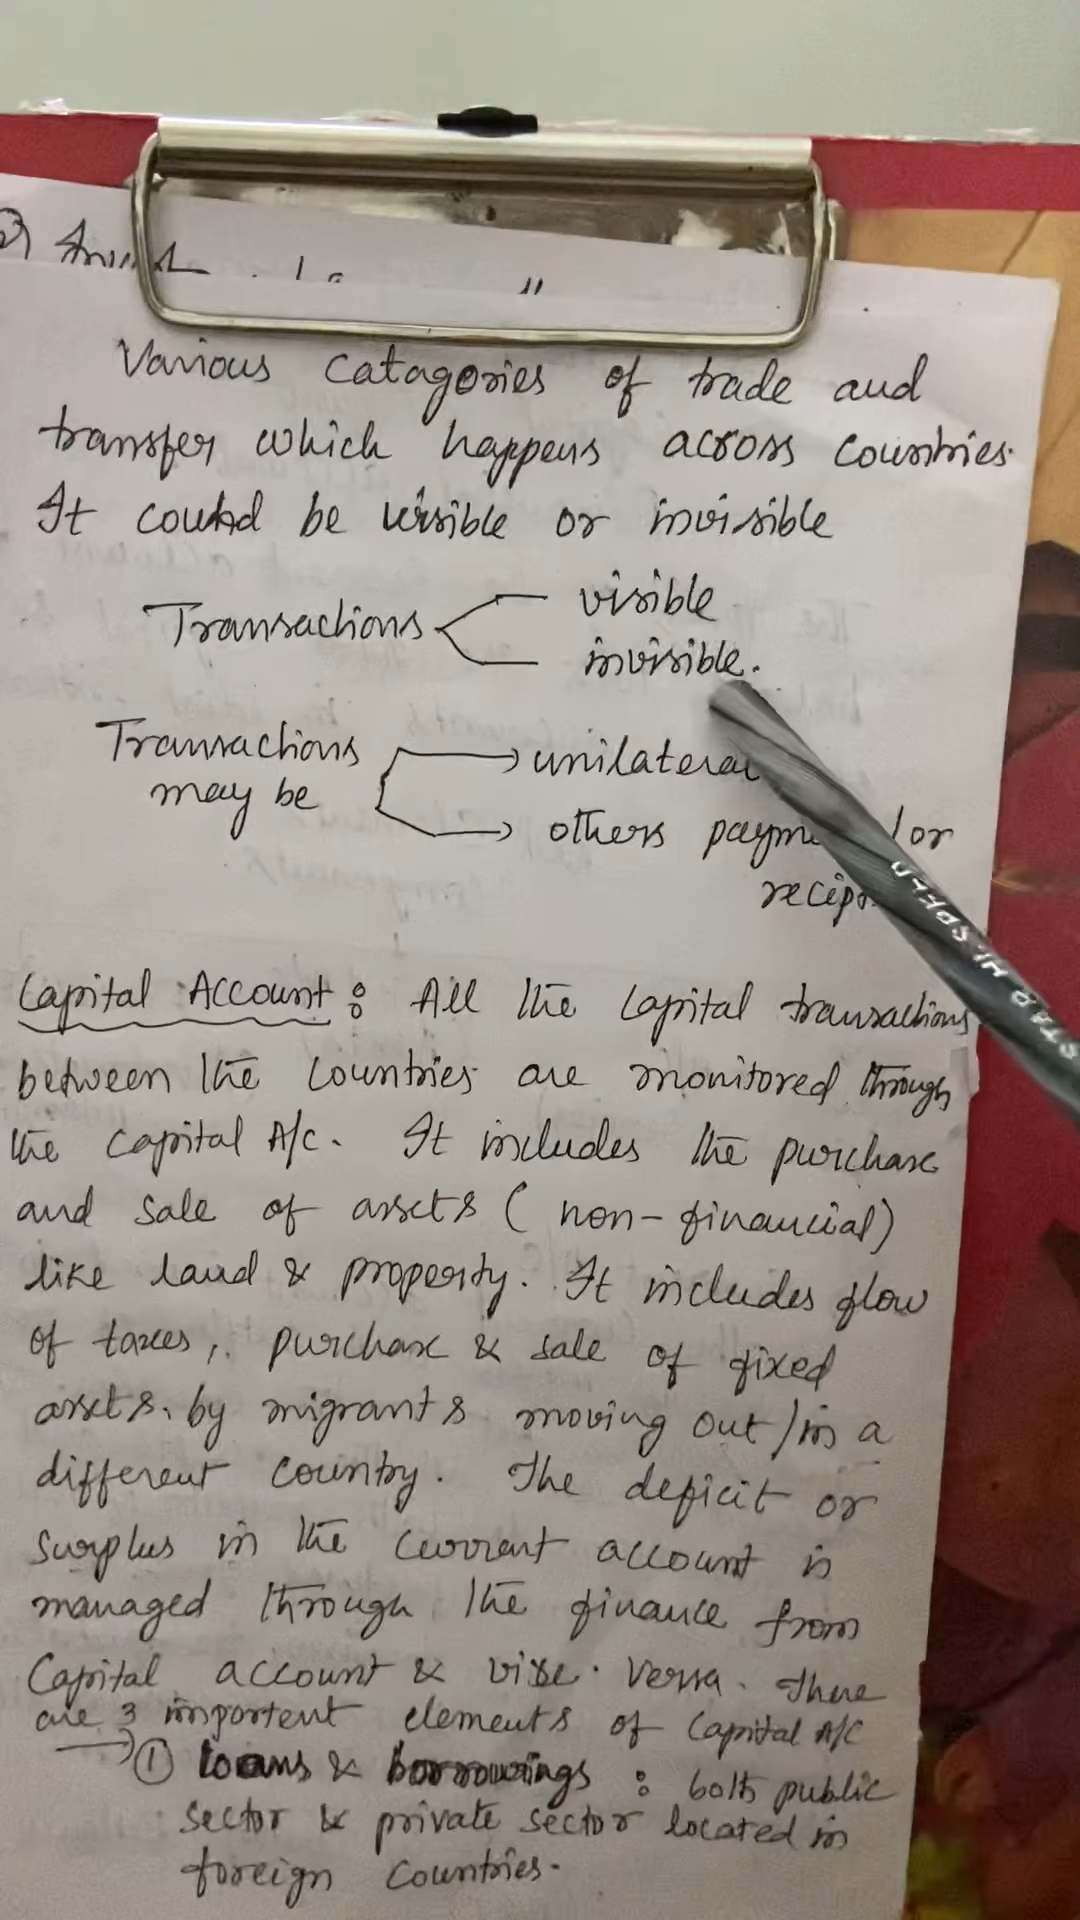 Various Catagories of trade and
transfer which happens across Countries.
It could be visible or invisible
Transactions visible
invisible.
Transactions may be → unilateral
→ others payme /or
recip
Capital Account : All the Capital transactions
between the Countries are monitored through
the Capital A/c. It includes the purchase
and sale of assets (non-financial)
like land & property. It includes flow
of taxes, purchase & sale of fixed
assets, by migrants moving out/in a
different country. The deficit or
surplus in the current account is
managed through the finance from
Capital account & vise. versa. There
are 3 importent elements of Capital A/C
→ ① loans & borrowings : both public
sector & private sector located in
foreign Countries.
STAR HI-SPEED